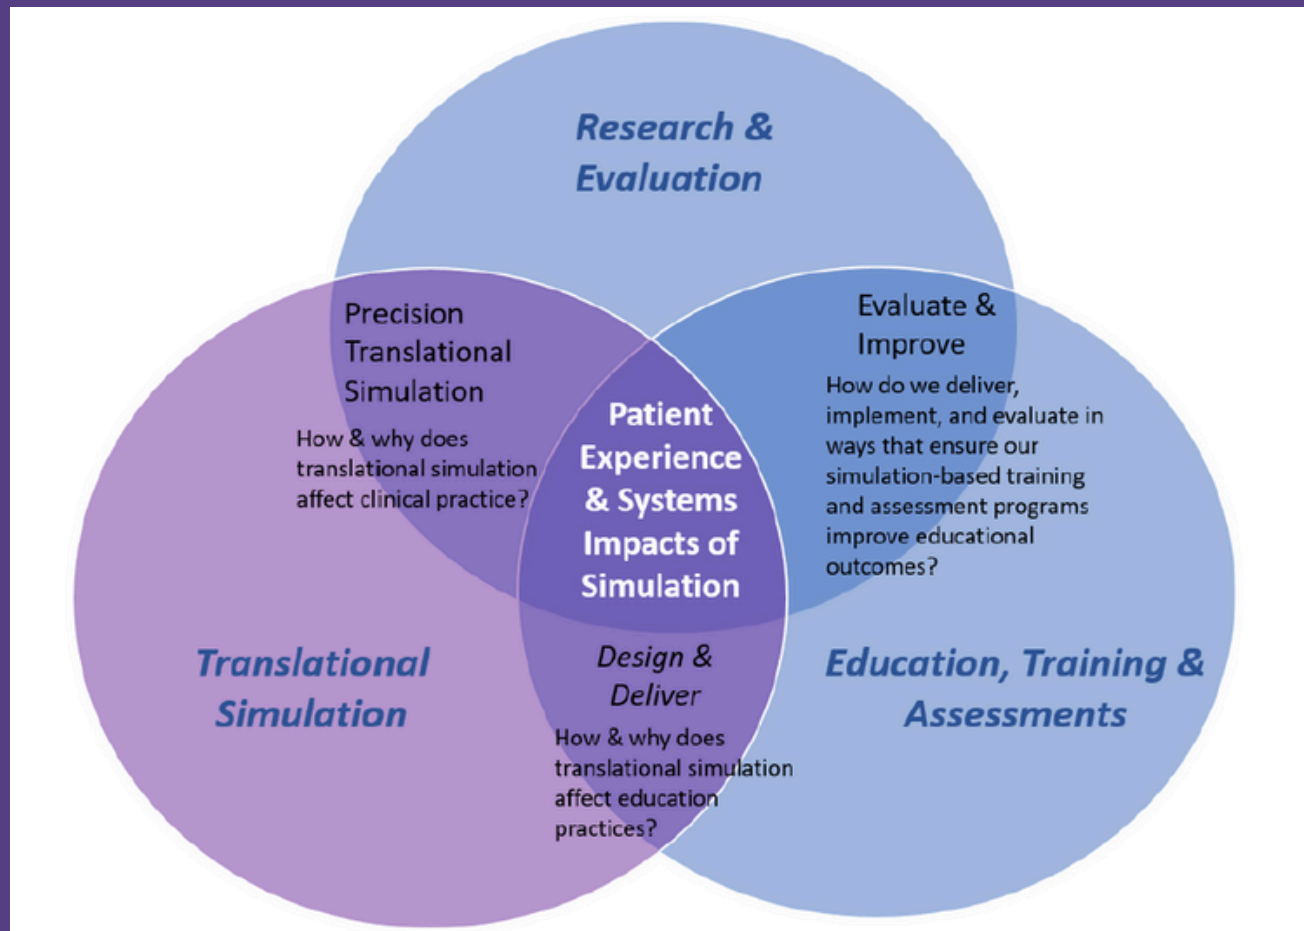 Research &
Evaluation
Precision
Translational
Simulation
How & why does
translational simulation
affect clinical practice?
Evaluate &
Improve
How do we deliver,
implement, and evaluate in
ways that ensure our
simulation-based training
and assessment programs
improve educational
outcomes?
Patient
Experience
& Systems
Impacts of
Simulation
Translational
Simulation
Design &
Deliver
How & why does
translational simulation
affect education
practices?
Education, Training &
Assessments